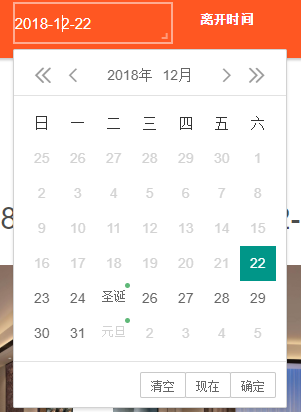 2018-12-22
离开时间
2018年 12月
日 一 二 三 四 五 六
25 26 27 28 29 30 1
2 3 4 5 6 7 8
9 10 11 12 13 14 15
16 17 18 19 20 21 22
23 24 圣诞 26 27 28 29
30 31 元旦 2 3 4 5
清空 现在 确定